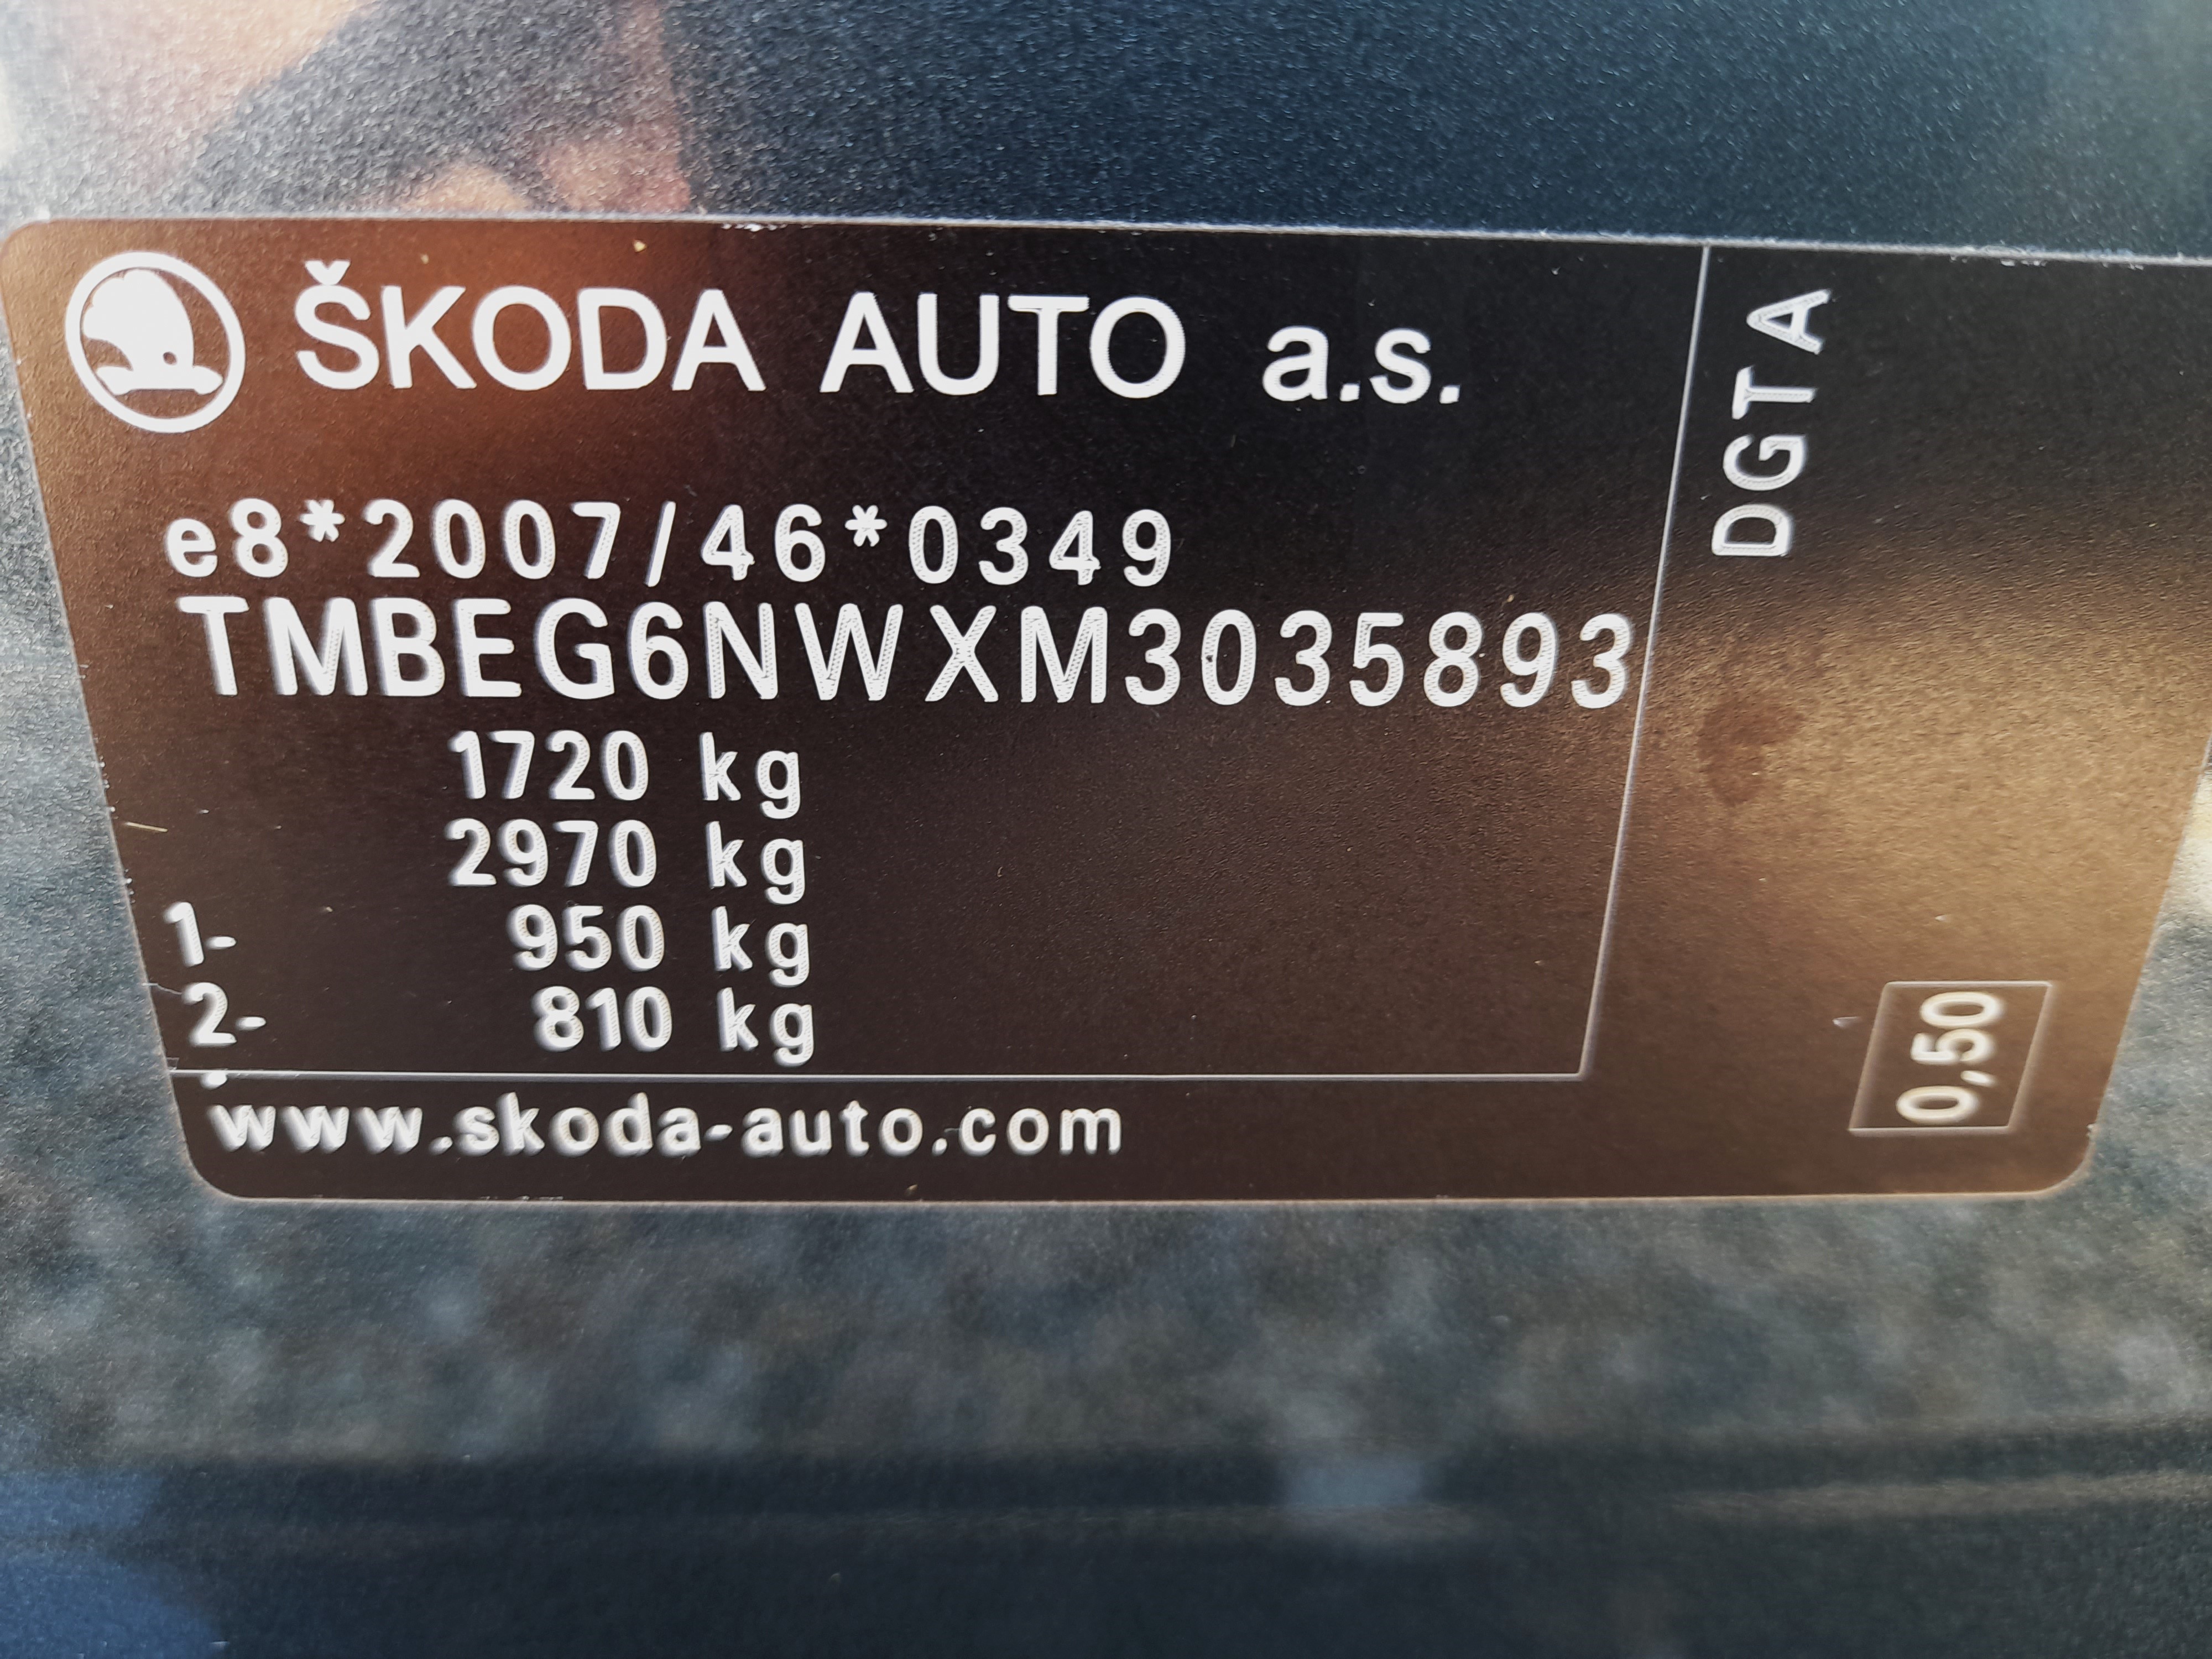 ŠKODA AUTO a.s.
e8*2007/46*0349
TMBEG6NWXM3035893
1720 kg
2970 kg
1- 950 kg
2- 810 kg
www.skoda-auto.com
DGTA
0,50